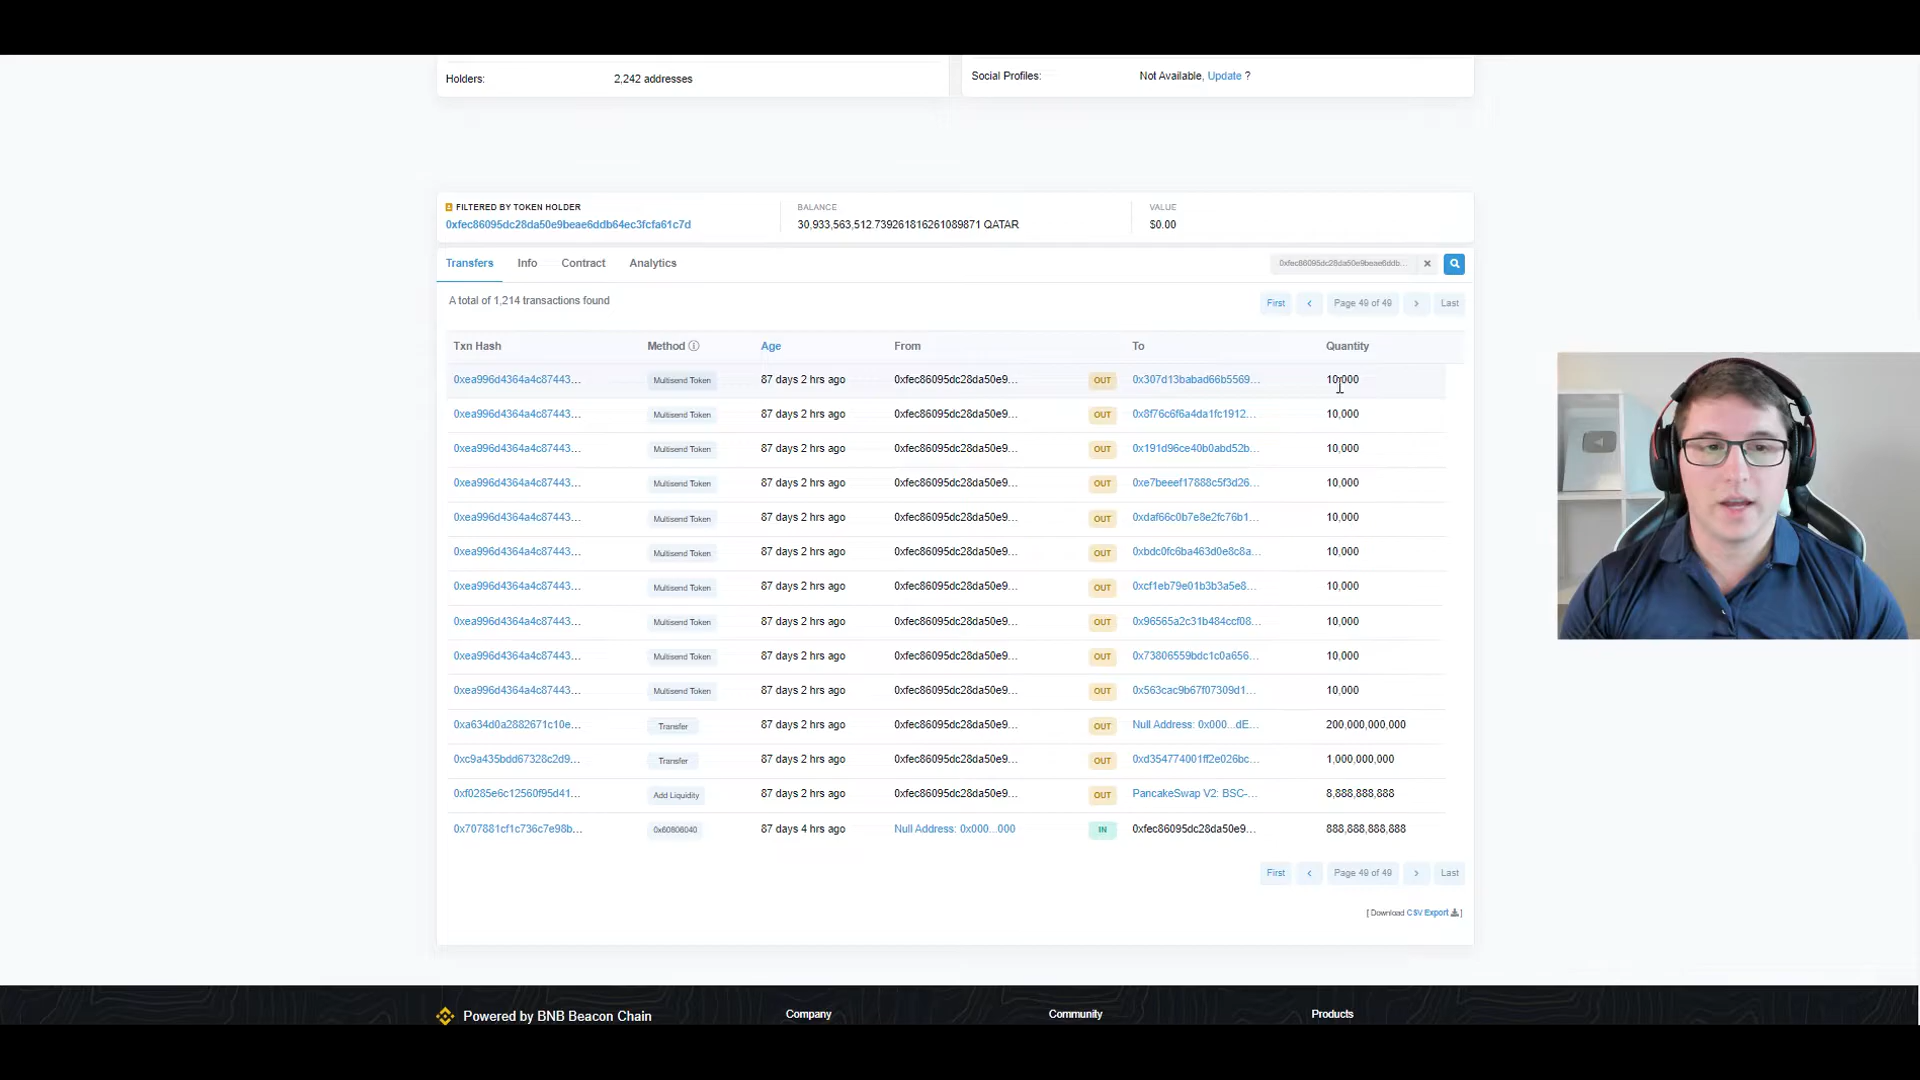 Holders: 2,242 addresses
Social Profiles: Not Available, Update ?
FILTERED BY TOKEN HOLDER
0xfec86095dc28da50e9beae6ddb64ec3fcfa61c7d
BALANCE
30,933,563,512.739261816261089871 QATAR
VALUE
$0.00
Transfers Info Contract Analytics
0xfec86095dc28da50e9beae6ddb...
A total of 1,214 transactions found
First Page 49 of 49 Last
Txn Hash Method Age From To Quantity
0xea996d4364a4c87443... Multisend Token 87 days 2 hrs ago 0xfec86095dc28da50e9... OUT 0x307d13babad66b5569... 10,000
0xea996d4364a4c87443... Multisend Token 87 days 2 hrs ago 0xfec86095dc28da50e9... OUT 0x8f76c6f6a4da1fc1912... 10,000
0xea996d4364a4c87443... Multisend Token 87 days 2 hrs ago 0xfec86095dc28da50e9... OUT 0x191d96ce40b0abd52b... 10,000
0xea996d4364a4c87443... Multisend Token 87 days 2 hrs ago 0xfec86095dc28da50e9... OUT 0xe7beeef17888c5f3d26... 10,000
0xea996d4364a4c87443... Multisend Token 87 days 2 hrs ago 0xfec86095dc28da50e9... OUT 0xdaf66c0b7e8e2fc76b1... 10,000
0xea996d4364a4c87443... Multisend Token 87 days 2 hrs ago 0xfec86095dc28da50e9... OUT 0xbdc0fc6ba463d0e8c8a... 10,000
0xea996d4364a4c87443... Multisend Token 87 days 2 hrs ago 0xfec86095dc28da50e9... OUT 0xcf1eb79e01b3b3a5e8... 10,000
0xea996d4364a4c87443... Multisend Token 87 days 2 hrs ago 0xfec86095dc28da50e9... OUT 0x96565a2c31b484ccf08... 10,000
0xea996d4364a4c87443... Multisend Token 87 days 2 hrs ago 0xfec86095dc28da50e9... OUT 0x73806559bdc1c0a656... 10,000
0xea996d4364a4c87443... Multisend Token 87 days 2 hrs ago 0xfec86095dc28da50e9... OUT 0x563cac9b67f07309d1... 10,000
0xa634d0a2882671c10e... Transfer 87 days 2 hrs ago 0xfec86095dc28da50e9... OUT Null Address: 0x000...dE... 200,000,000,000
0xc9a435bdd67328c2d9... Transfer 87 days 2 hrs ago 0xfec86095dc28da50e9... OUT 0xd354774001ff2e026bc... 1,000,000,000
0xf0285e6c12560f95d41... Add Liquidity 87 days 2 hrs ago 0xfec86095dc28da50e9... OUT PancakeSwap V2: BSC-... 8,888,888,888
0x707881cf1c736c7e98b... 0x60806040 87 days 4 hrs ago Null Address: 0x000...000 IN 0xfec86095dc28da50e9... 888,888,888,888
First Page 49 of 49 Last
[ Download CSV Export ]
Powered by BNB Beacon Chain Company Community Products